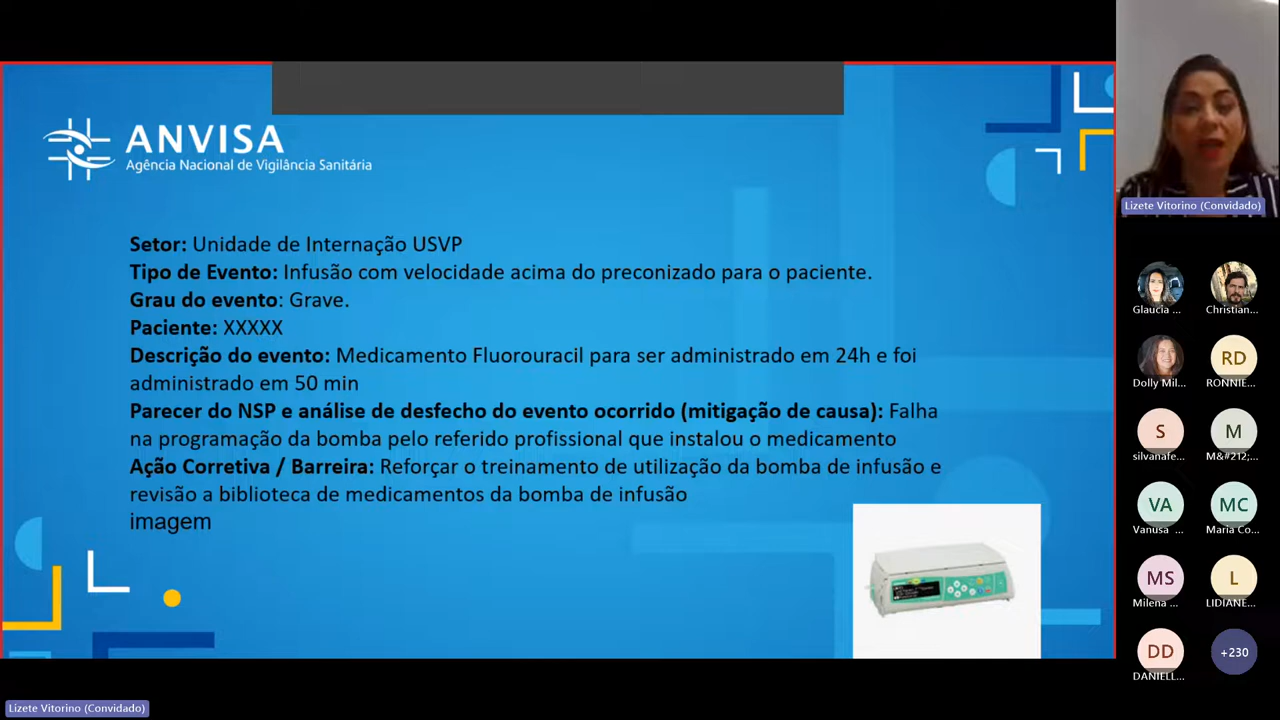 ANVISA
Agência Nacional de Vigilância Sanitária
Setor: Unidade de Internação USVP
Tipo de Evento: Infusão com velocidade acima do preconizado para o paciente.
Grau do evento: Grave.
Paciente: XXXXX
Descrição do evento: Medicamento Fluorouracil para ser administrado em 24h e foi
administrado em 50 min
Parecer do NSP e análise de desfecho do evento ocorrido (mitigação de causa): Falha
na programação da bomba pelo referido profissional que instalou o medicamento
Ação Corretiva / Barreira: Reforçar o treinamento de utilização da bomba de infusão e
revisão a biblioteca de medicamentos da bomba de infusão
imagem
Lizete Vitorino (Convidado)
Glaucia ...
Christian...
Dolly Mil...
RD
RONNIE...
S
silvanafe...
M
M&#212;...
VA
Vanusa ...
MC
Maria Co...
MS
Milena ...
L
LIDIANE...
DD
DANIELL...
+230
Lizete Vitorino (Convidado)